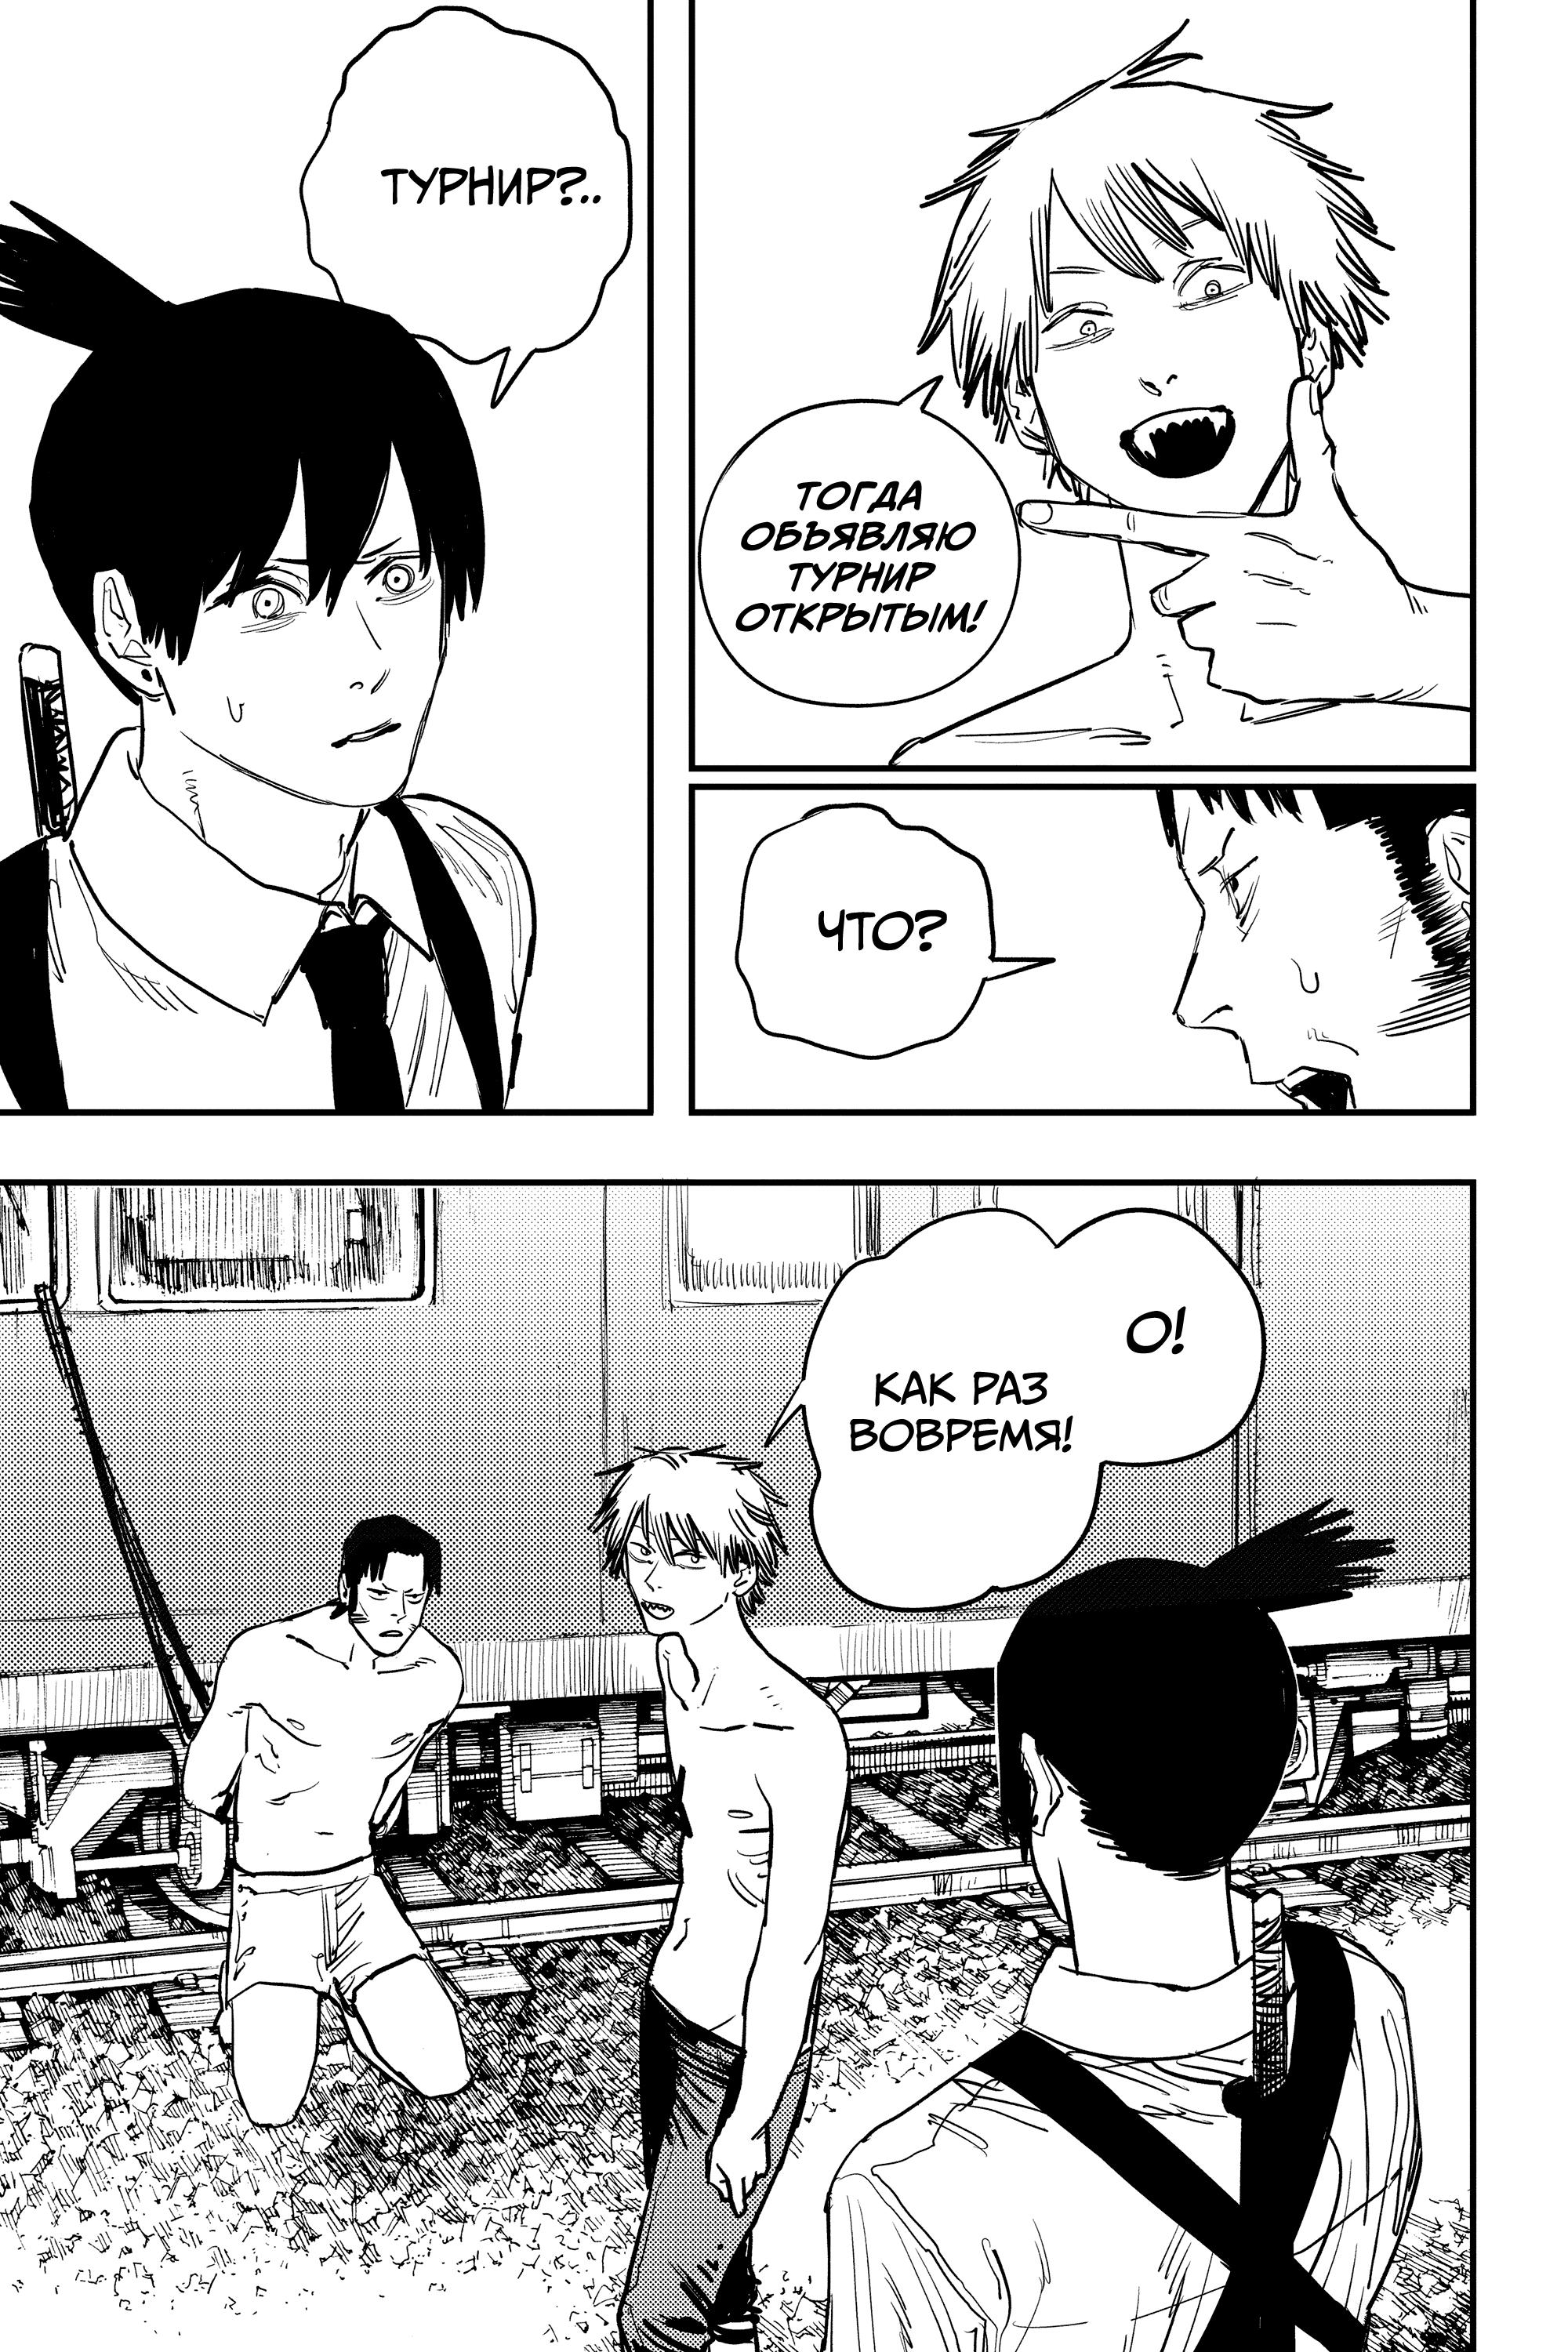 ТОГДА
ОБЪЯВЛЯЮ
ТУРНИР
ОТКРЫТЫМ!
ЧТО?
ТУРНИР?..
О!
КАК РАЗ
ВОВРЕМЯ!